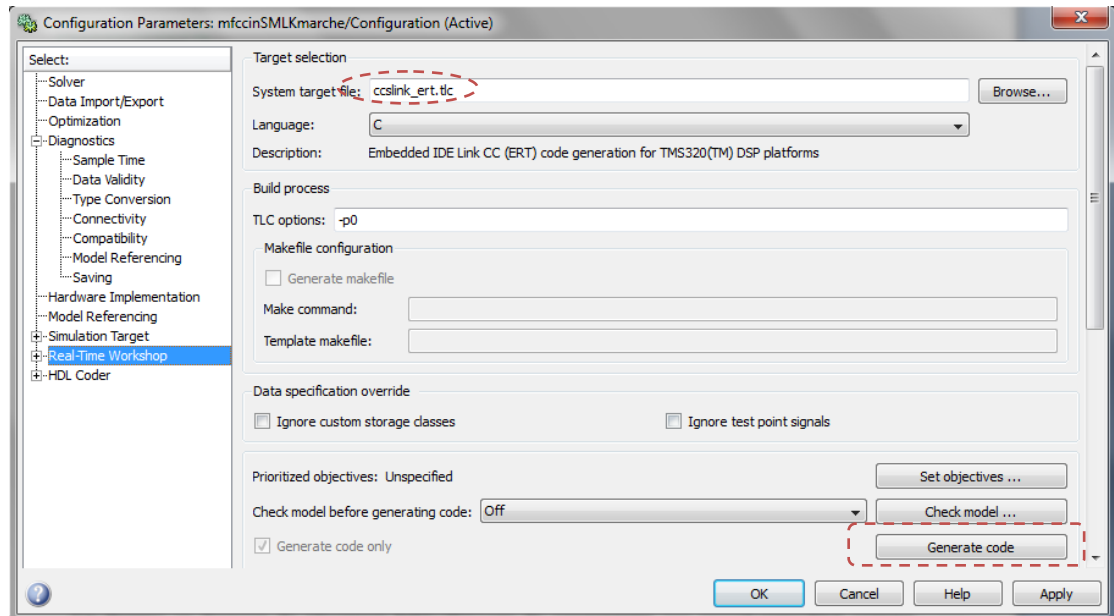 Configuration Parameters: mfccinSMLKmarche/Configuration (Active)
Select:
Solver
Data Import/Export
Optimization
Diagnostics
Sample Time
Data Validity
Type Conversion
Connectivity
Compatibility
Model Referencing
Saving
Hardware Implementation
Model Referencing
Simulation Target
Real-Time Workshop
HDL Coder
Target selection
System target file: ccslink_ert.tlc Browse...
Language: C
Description: Embedded IDE Link CC (ERT) code generation for TMS320(TM) DSP platforms
Build process
TLC options: -p0
Makefile configuration
Generate makefile
Make command:
Template makefile:
Data specification override
Ignore custom storage classes Ignore test point signals
Prioritized objectives: Unspecified Set objectives ...
Check model before generating code: Off Check model ...
Generate code only Generate code
OK Cancel Help Apply